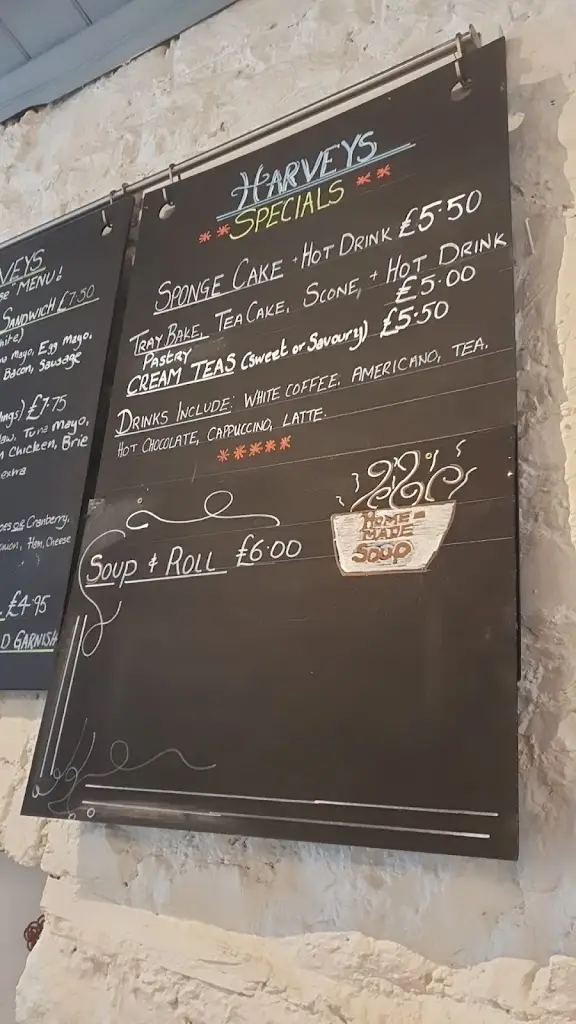 VEYS
MENU!
SANDWICH £7.50
Mayo, Egg Mayo,
Bacon, Sausage
£7.75
Tuna Mayo,
Chicken, Brie
extra
of Cranberry,
Ham, Cheese
£4.95
D GARNISH
HARVEYS
** SPECIALS **
SPONGE CAKE + HOT DRINK £5.50
TRAY BAKE, TEA CAKE, SCONE, + HOT DRINK
PASTRY £5.00
CREAM TEAS (Sweet or Savoury) £5.50
DRINKS INCLUDE: WHITE COFFEE. AMERICANO, TEA.
HOT CHOCOLATE, CAPPUCCINO, LATTE.
*****
SOUP & ROLL £6.00
HOME-
MADE
SOUP